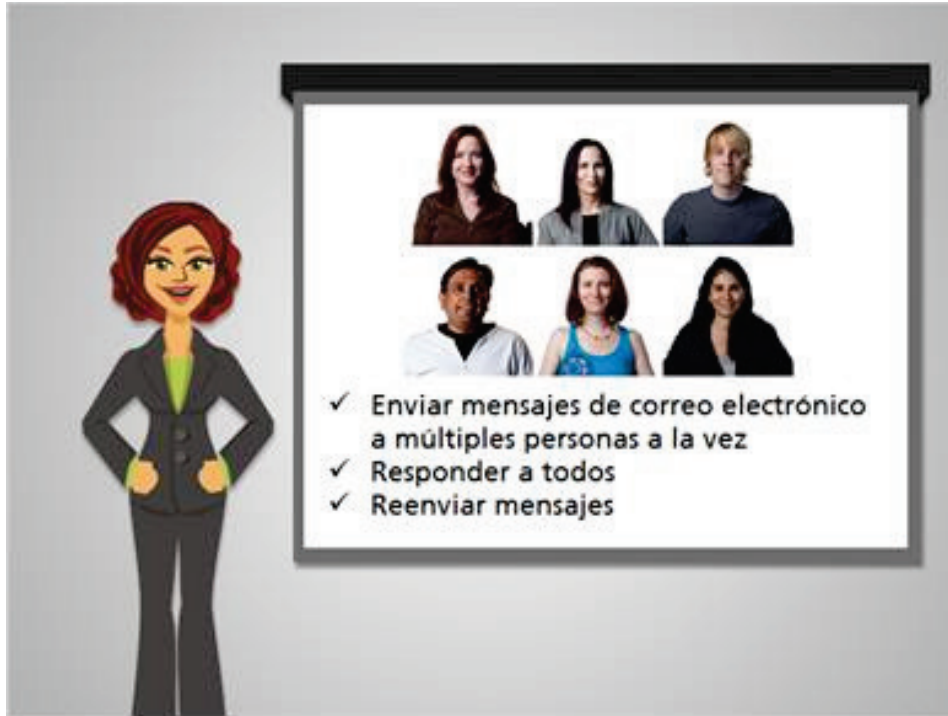 ✓ Enviar mensajes de correo electrónico
a múltiples personas a la vez
✓ Responder a todos
✓ Reenviar mensajes